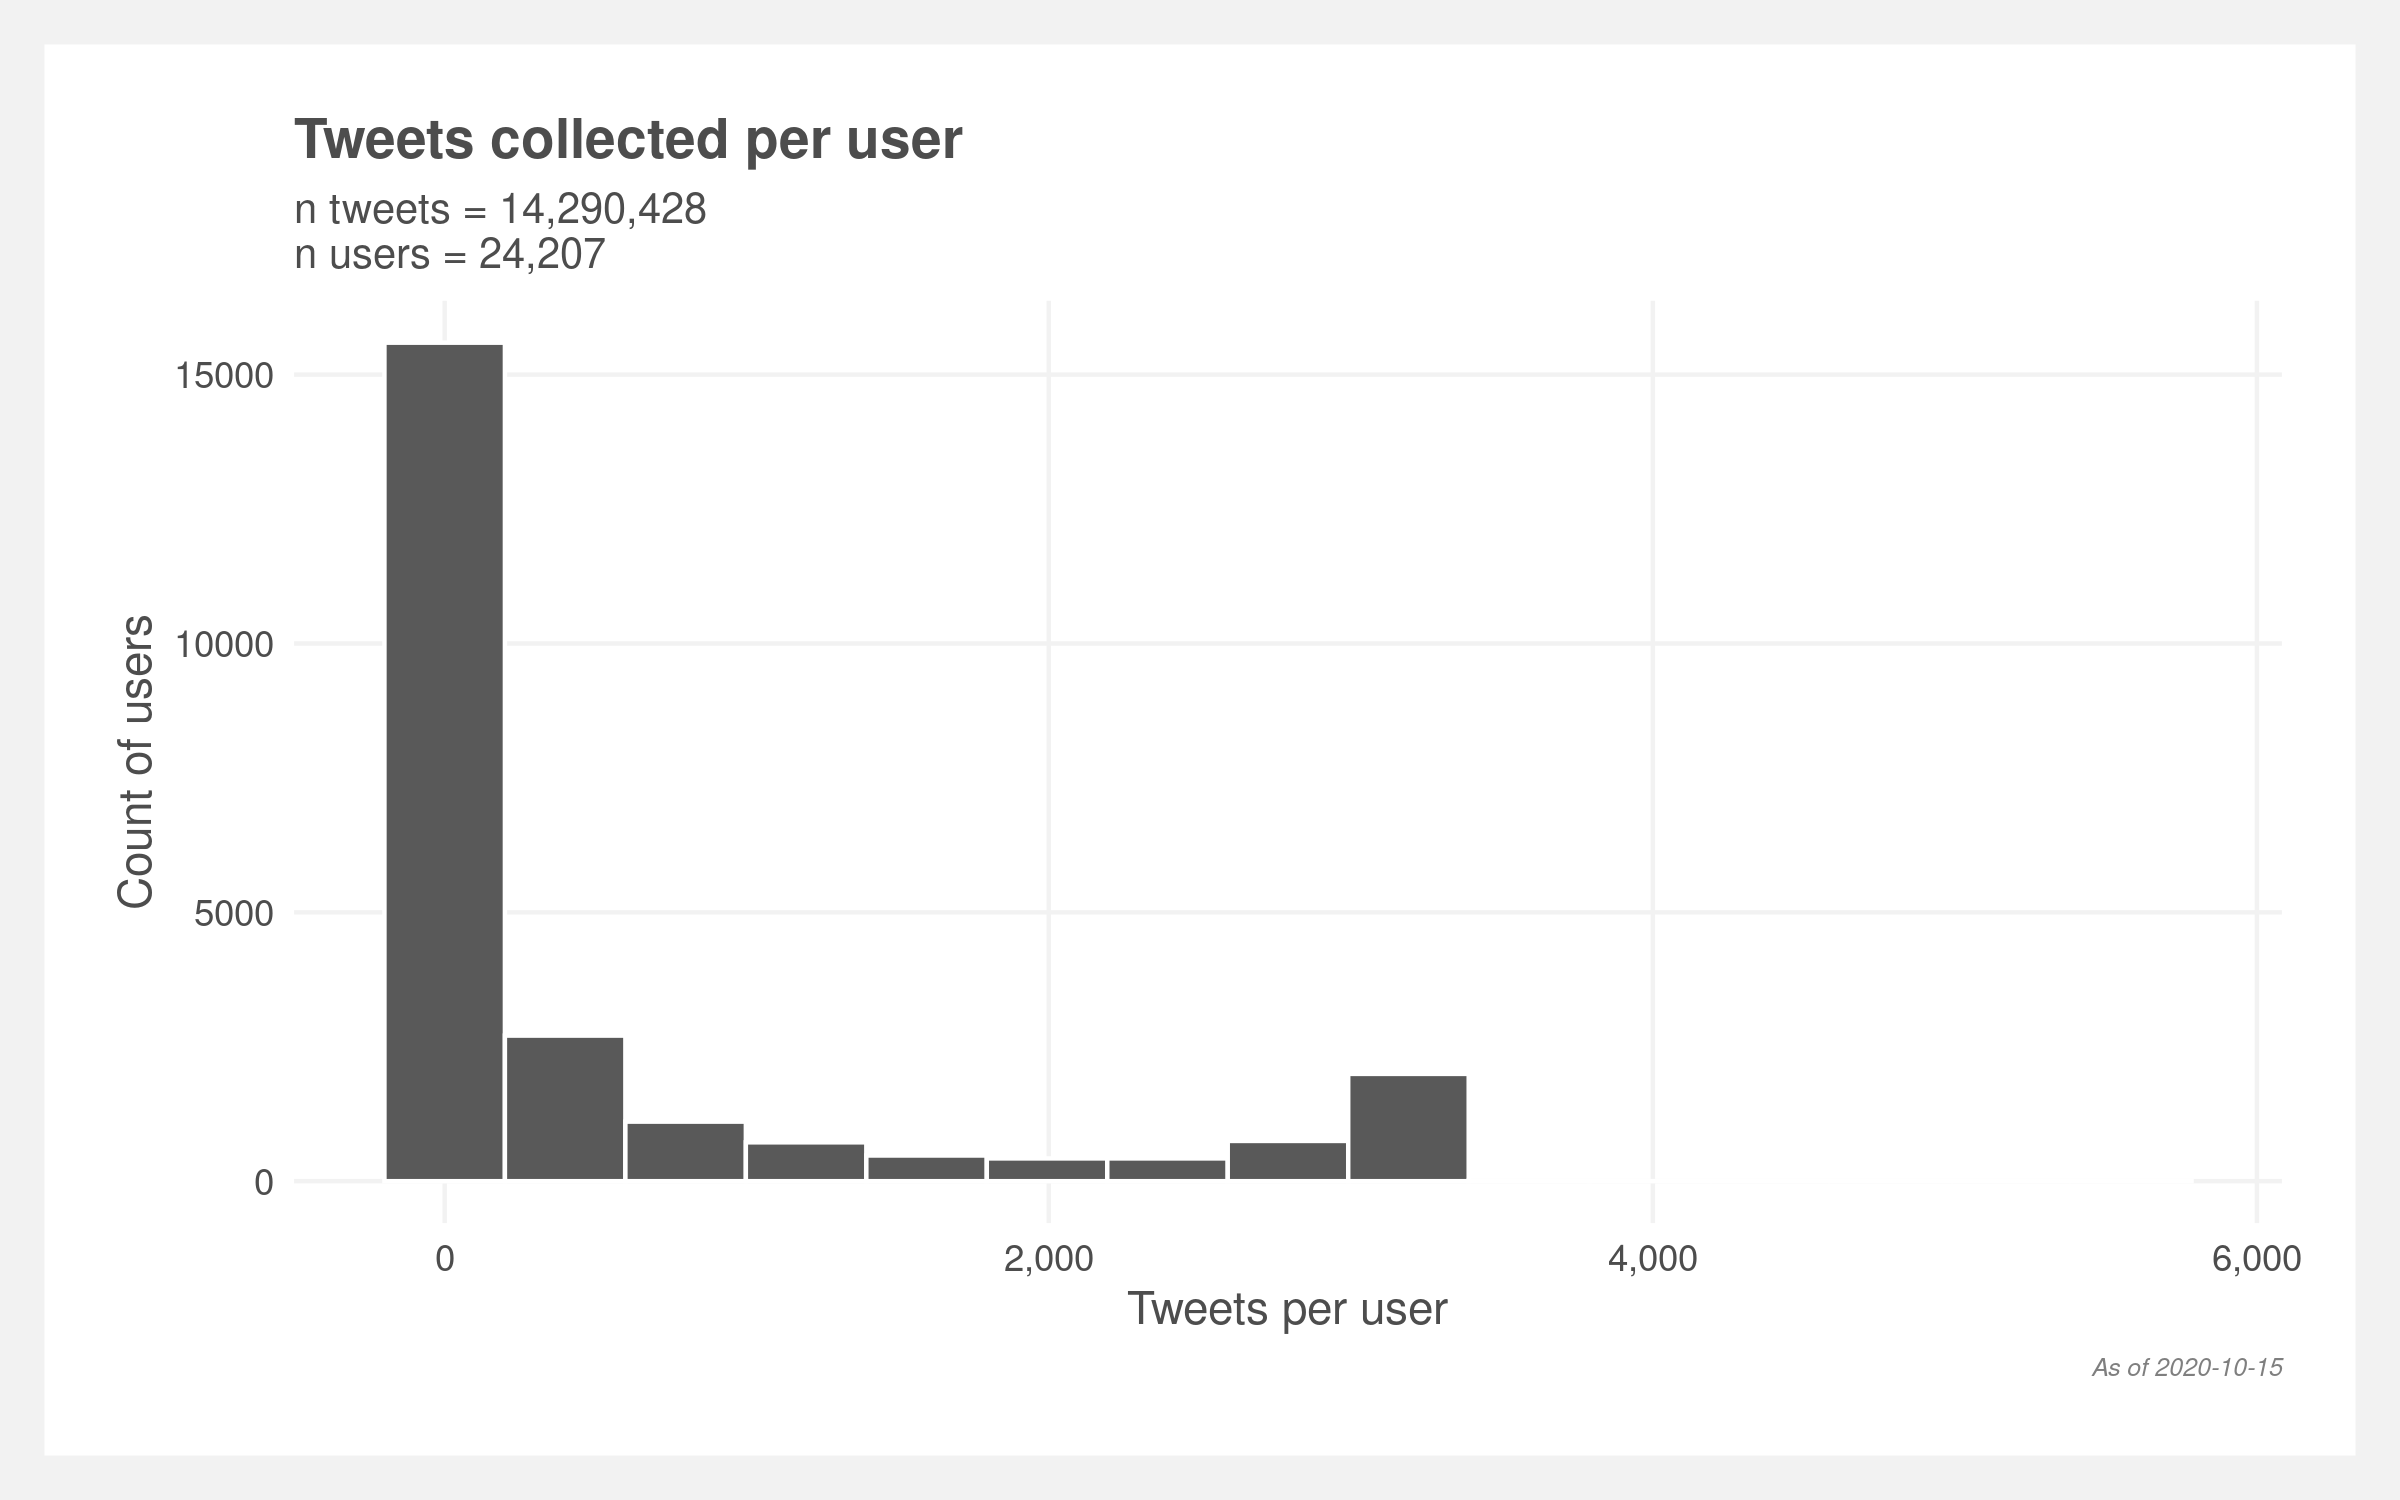 Tweets collected per user
n tweets = 14,290,428
n users = 24,207
Count of users
15000
10000
5000
0
0 2,000 4,000 6,000
Tweets per user
As of 2020-10-15